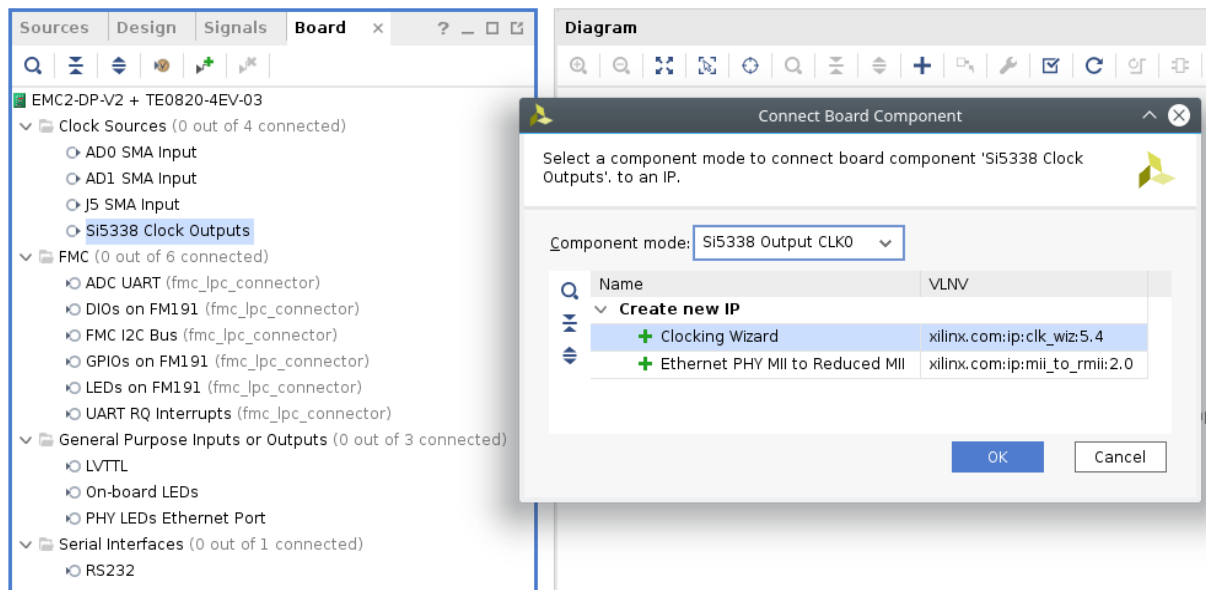 Sources Design Signals Board × ? _
EMC2-DP-V2 + TE0820-4EV-03
Clock Sources (0 out of 4 connected)
AD0 SMA Input
AD1 SMA Input
J5 SMA Input
Si5338 Clock Outputs
FMC (0 out of 6 connected)
ADC UART (fmc_lpc_connector)
DIOs on FM191 (fmc_lpc_connector)
FMC I2C Bus (fmc_lpc_connector)
GPIOs on FM191 (fmc_lpc_connector)
LEDs on FM191 (fmc_lpc_connector)
UART RQ Interrupts (fmc_lpc_connector)
General Purpose Inputs or Outputs (0 out of 3 connected)
LVTTL
On-board LEDs
PHY LEDs Ethernet Port
Serial Interfaces (0 out of 1 connected)
RS232
Diagram
Connect Board Component
Select a component mode to connect board component 'Si5338 Clock
Outputs'. to an IP.
Component mode: Si5338 Output CLK0
Name VLNV
Create new IP
Clocking Wizard xilinx.com:ip:clk_wiz:5.4
Ethernet PHY MII to Reduced MII xilinx.com:ip:mii_to_rmii:2.0
OK Cancel